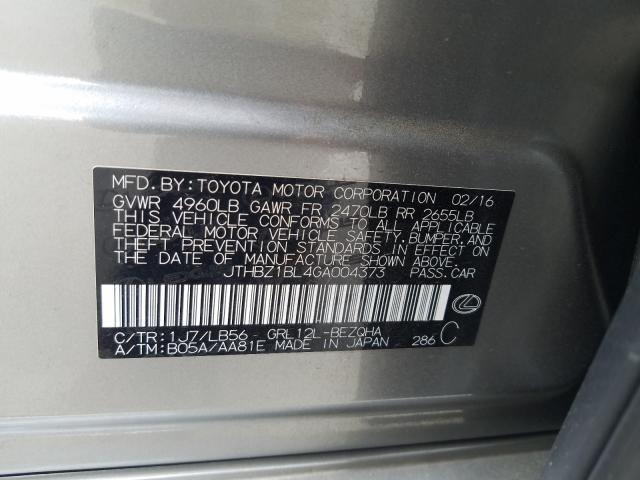 MFD. BY: TOYOTA MOTOR CORPORATION 02/16
GVWR 4960LB GAWR FR 2470LB RR 2655LB
THIS VEHICLE CONFORMS TO ALL APPLICABLE
FEDERAL MOTOR VEHICLE SAFETY, BUMPER, AND
THEFT PREVENTION STANDARDS IN EFFECT ON
THE DATE OF MANUFACTURE SHOWN ABOVE.
JTHBZ1BL4GA004373 PASS.CAR
C/TR: 1J7/LB56 GRL12L-BEZQHA
A/TM: B05A/AA81E MADE IN JAPAN 286 C